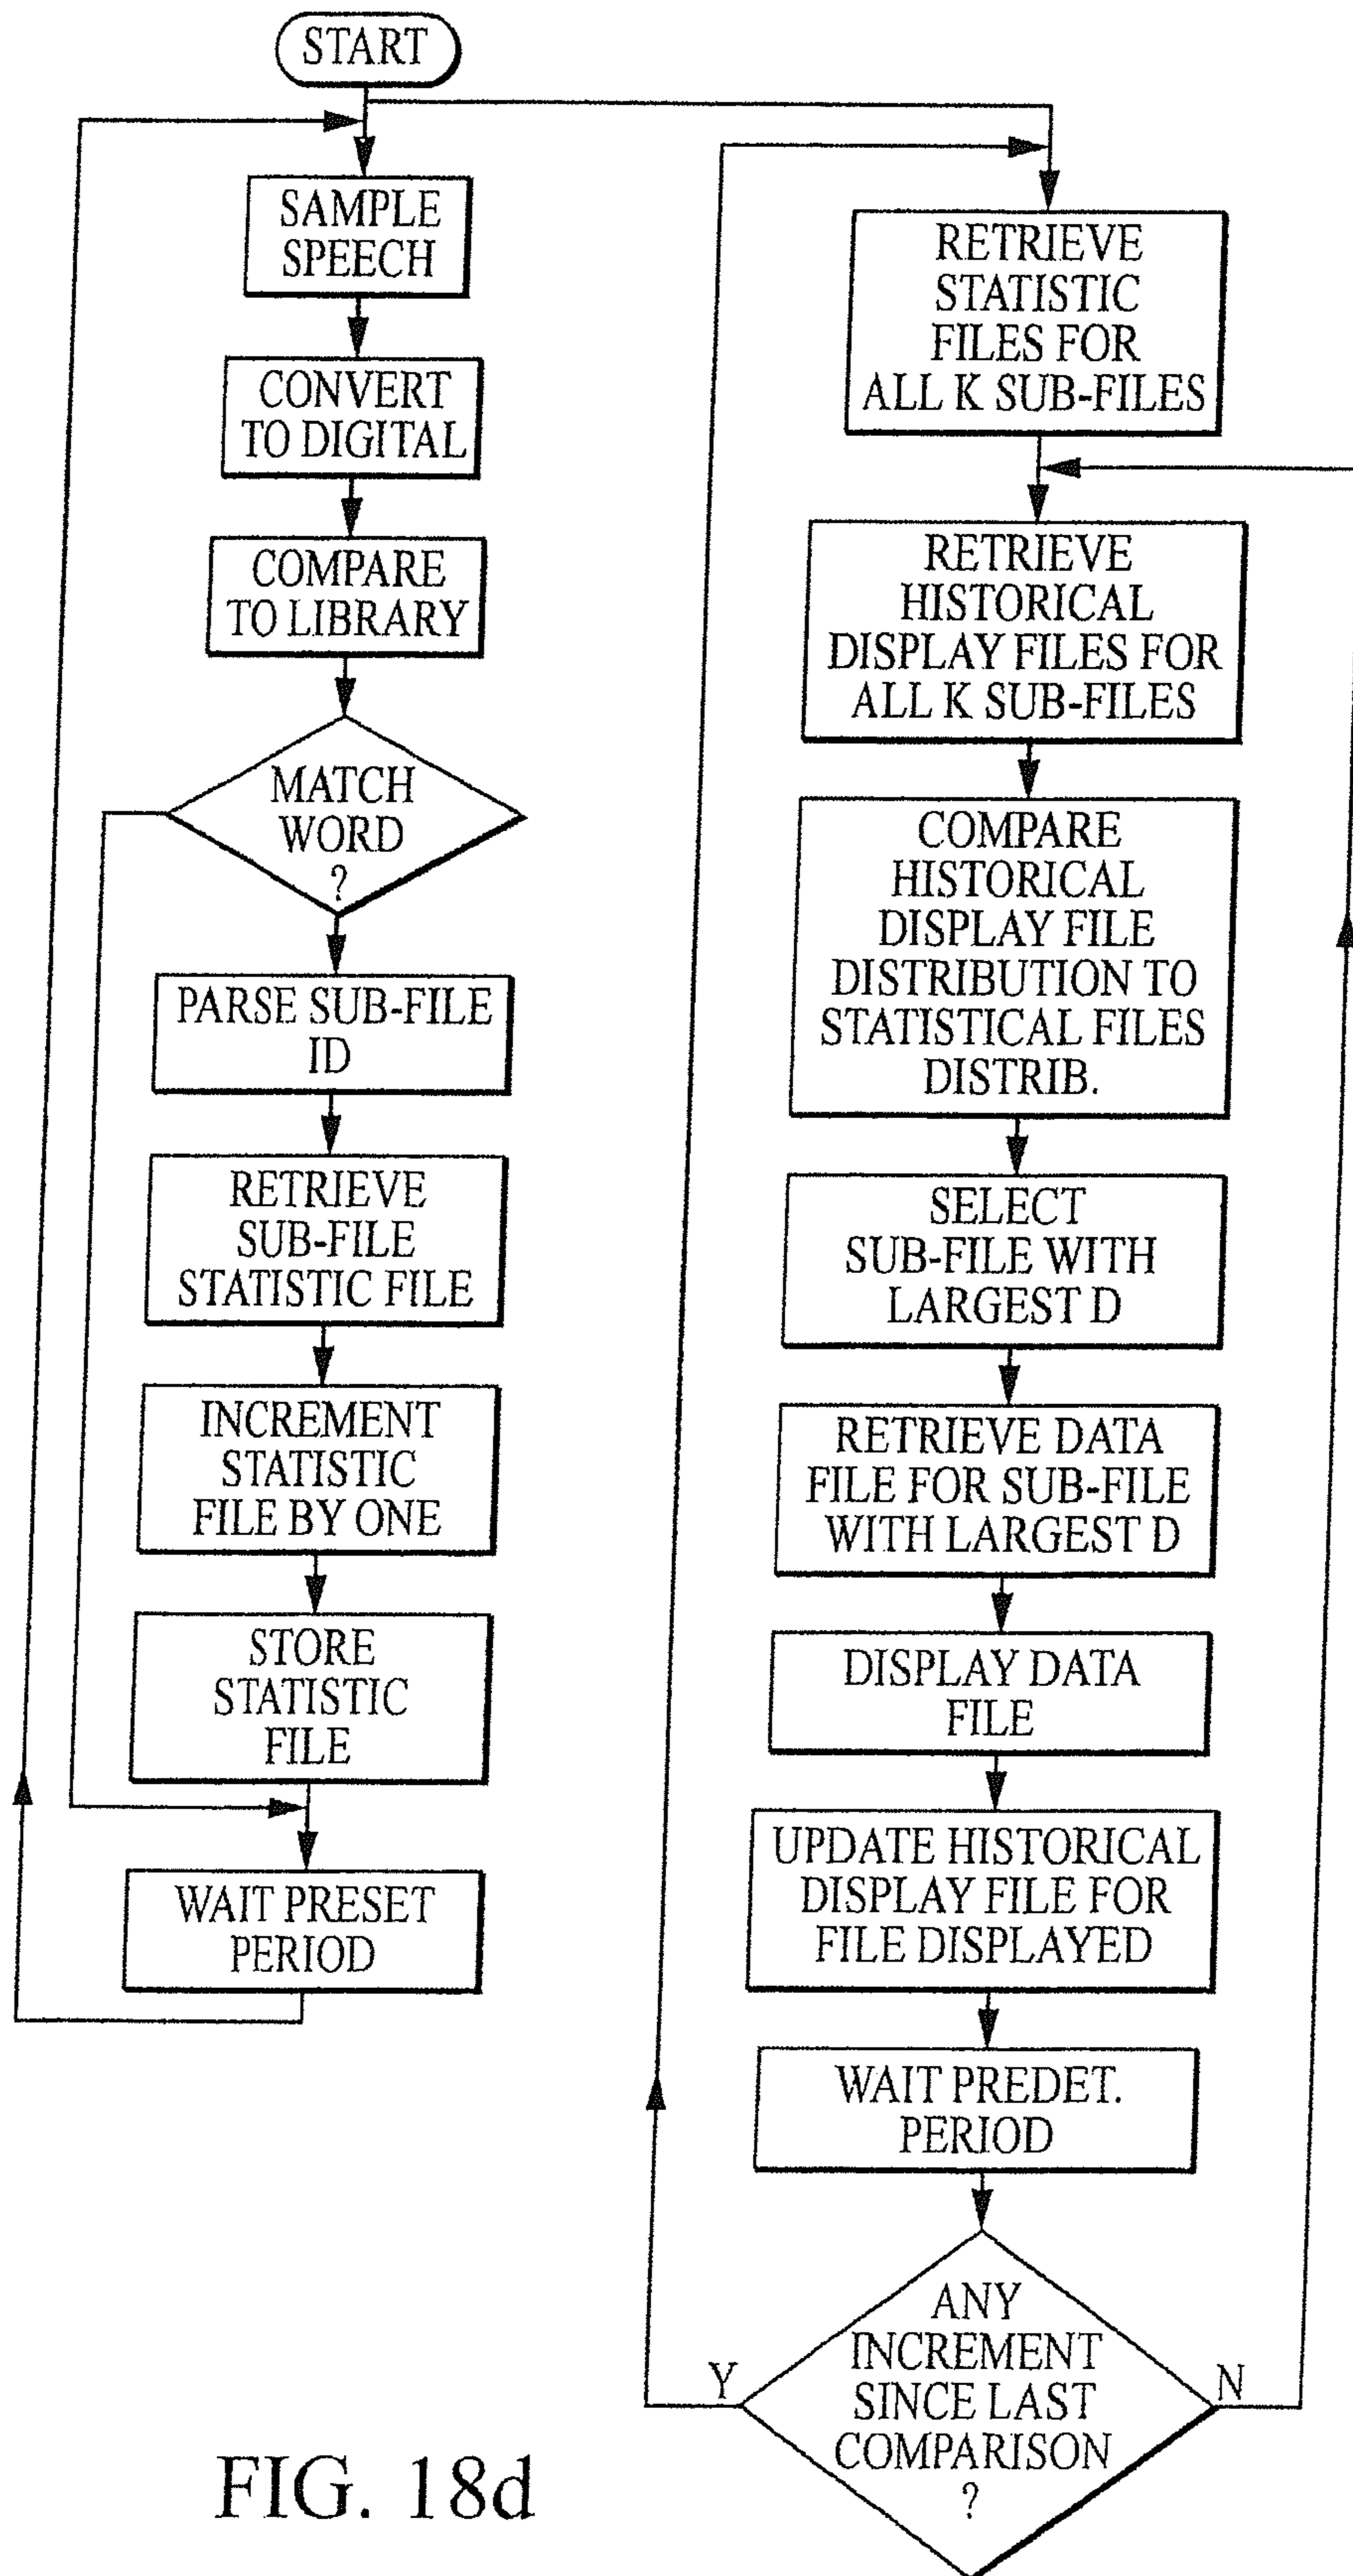 START
SAMPLE
SPEECH
CONVERT
TO DIGITAL
COMPARE
TO LIBRARY
MATCH
WORD
?
PARSE SUB-FILE
ID
RETRIEVE
SUB-FILE
STATISTIC FILE
INCREMENT
STATISTIC
FILE BY ONE
STORE
STATISTIC
FILE
WAIT PRESET
PERIOD
RETRIEVE
STATISTIC
FILES FOR
ALL K SUB-FILES
RETRIEVE
HISTORICAL
DISPLAY FILES FOR
ALL K SUB-FILES
COMPARE
HISTORICAL
DISPLAY FILE
DISTRIBUTION TO
STATISTICAL FILES
DISTRIB.
SELECT
SUB-FILE WITH
LARGEST D
RETRIEVE DATA
FILE FOR SUB-FILE
WITH LARGEST D
DISPLAY DATA
FILE
UPDATE HISTORICAL
DISPLAY FILE FOR
FILE DISPLAYED
WAIT PREDET.
PERIOD
ANY
INCREMENT
SINCE LAST
COMPARISON
?
Y
N
FIG. 18d